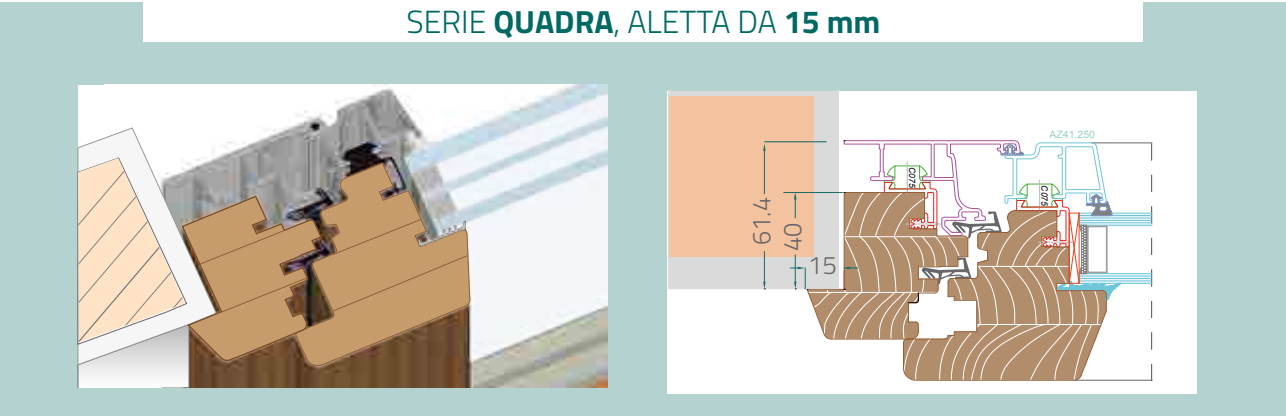 SERIE QUADRA, ALETTA DA 15 mm
AZ41.250
C075
C075
61.4
40
15